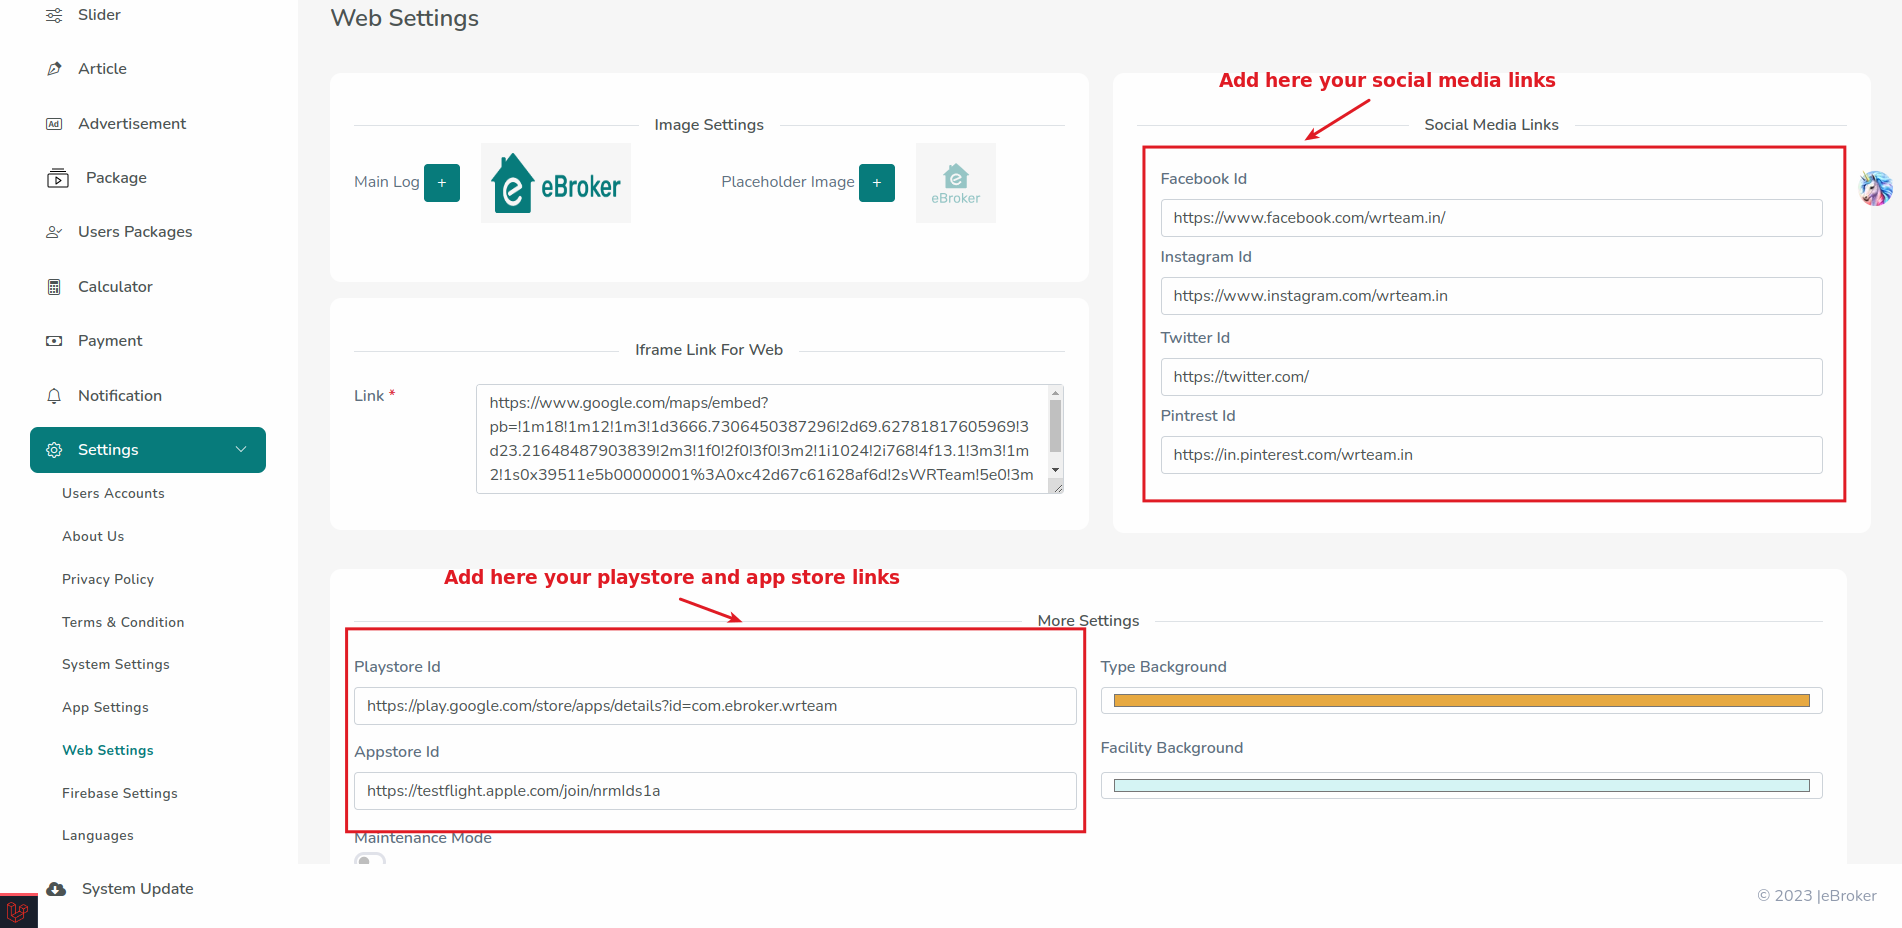 Slider
Article
Ad
Advertisement
Package
Users Packages
Calculator
Payment
Notification
Settings
Users Accounts
About Us
Privacy Policy
Terms & Condition
System Settings
App Settings
Web Settings
Firebase Settings
Languages
System Update
Web Settings
Image Settings
Main Log
+
e eBroker
Placeholder Image
+
e
eBroker
Iframe Link For Web
Link *
https://www.google.com/maps/embed?
pb=!1m18!1m12!1m3!1d3666.7306450387296!2d69.62781817605969!3
d23.21648487903839!2m3!1f0!2f0!3f0!3m2!1i1024!2i768!4f13.1!3m3!1m
2!1s0x39511e5b00000001%3A0xc42d67c61628af6d!2sWRTeam!5e0!3m
Add here your social media links
Social Media Links
Facebook Id
https://www.facebook.com/wrteam.in/
Instagram Id
https://www.instagram.com/wrteam.in
Twitter Id
https://twitter.com/
Pintrest Id
https://in.pinterest.com/wrteam.in
Add here your playstore and app store links
More Settings
Playstore Id
https://play.google.com/store/apps/details?id=com.ebroker.wrteam
Appstore Id
https://testflight.apple.com/join/nrmIds1a
Maintenance Mode
Type Background
Facility Background
© 2023 |eBroker